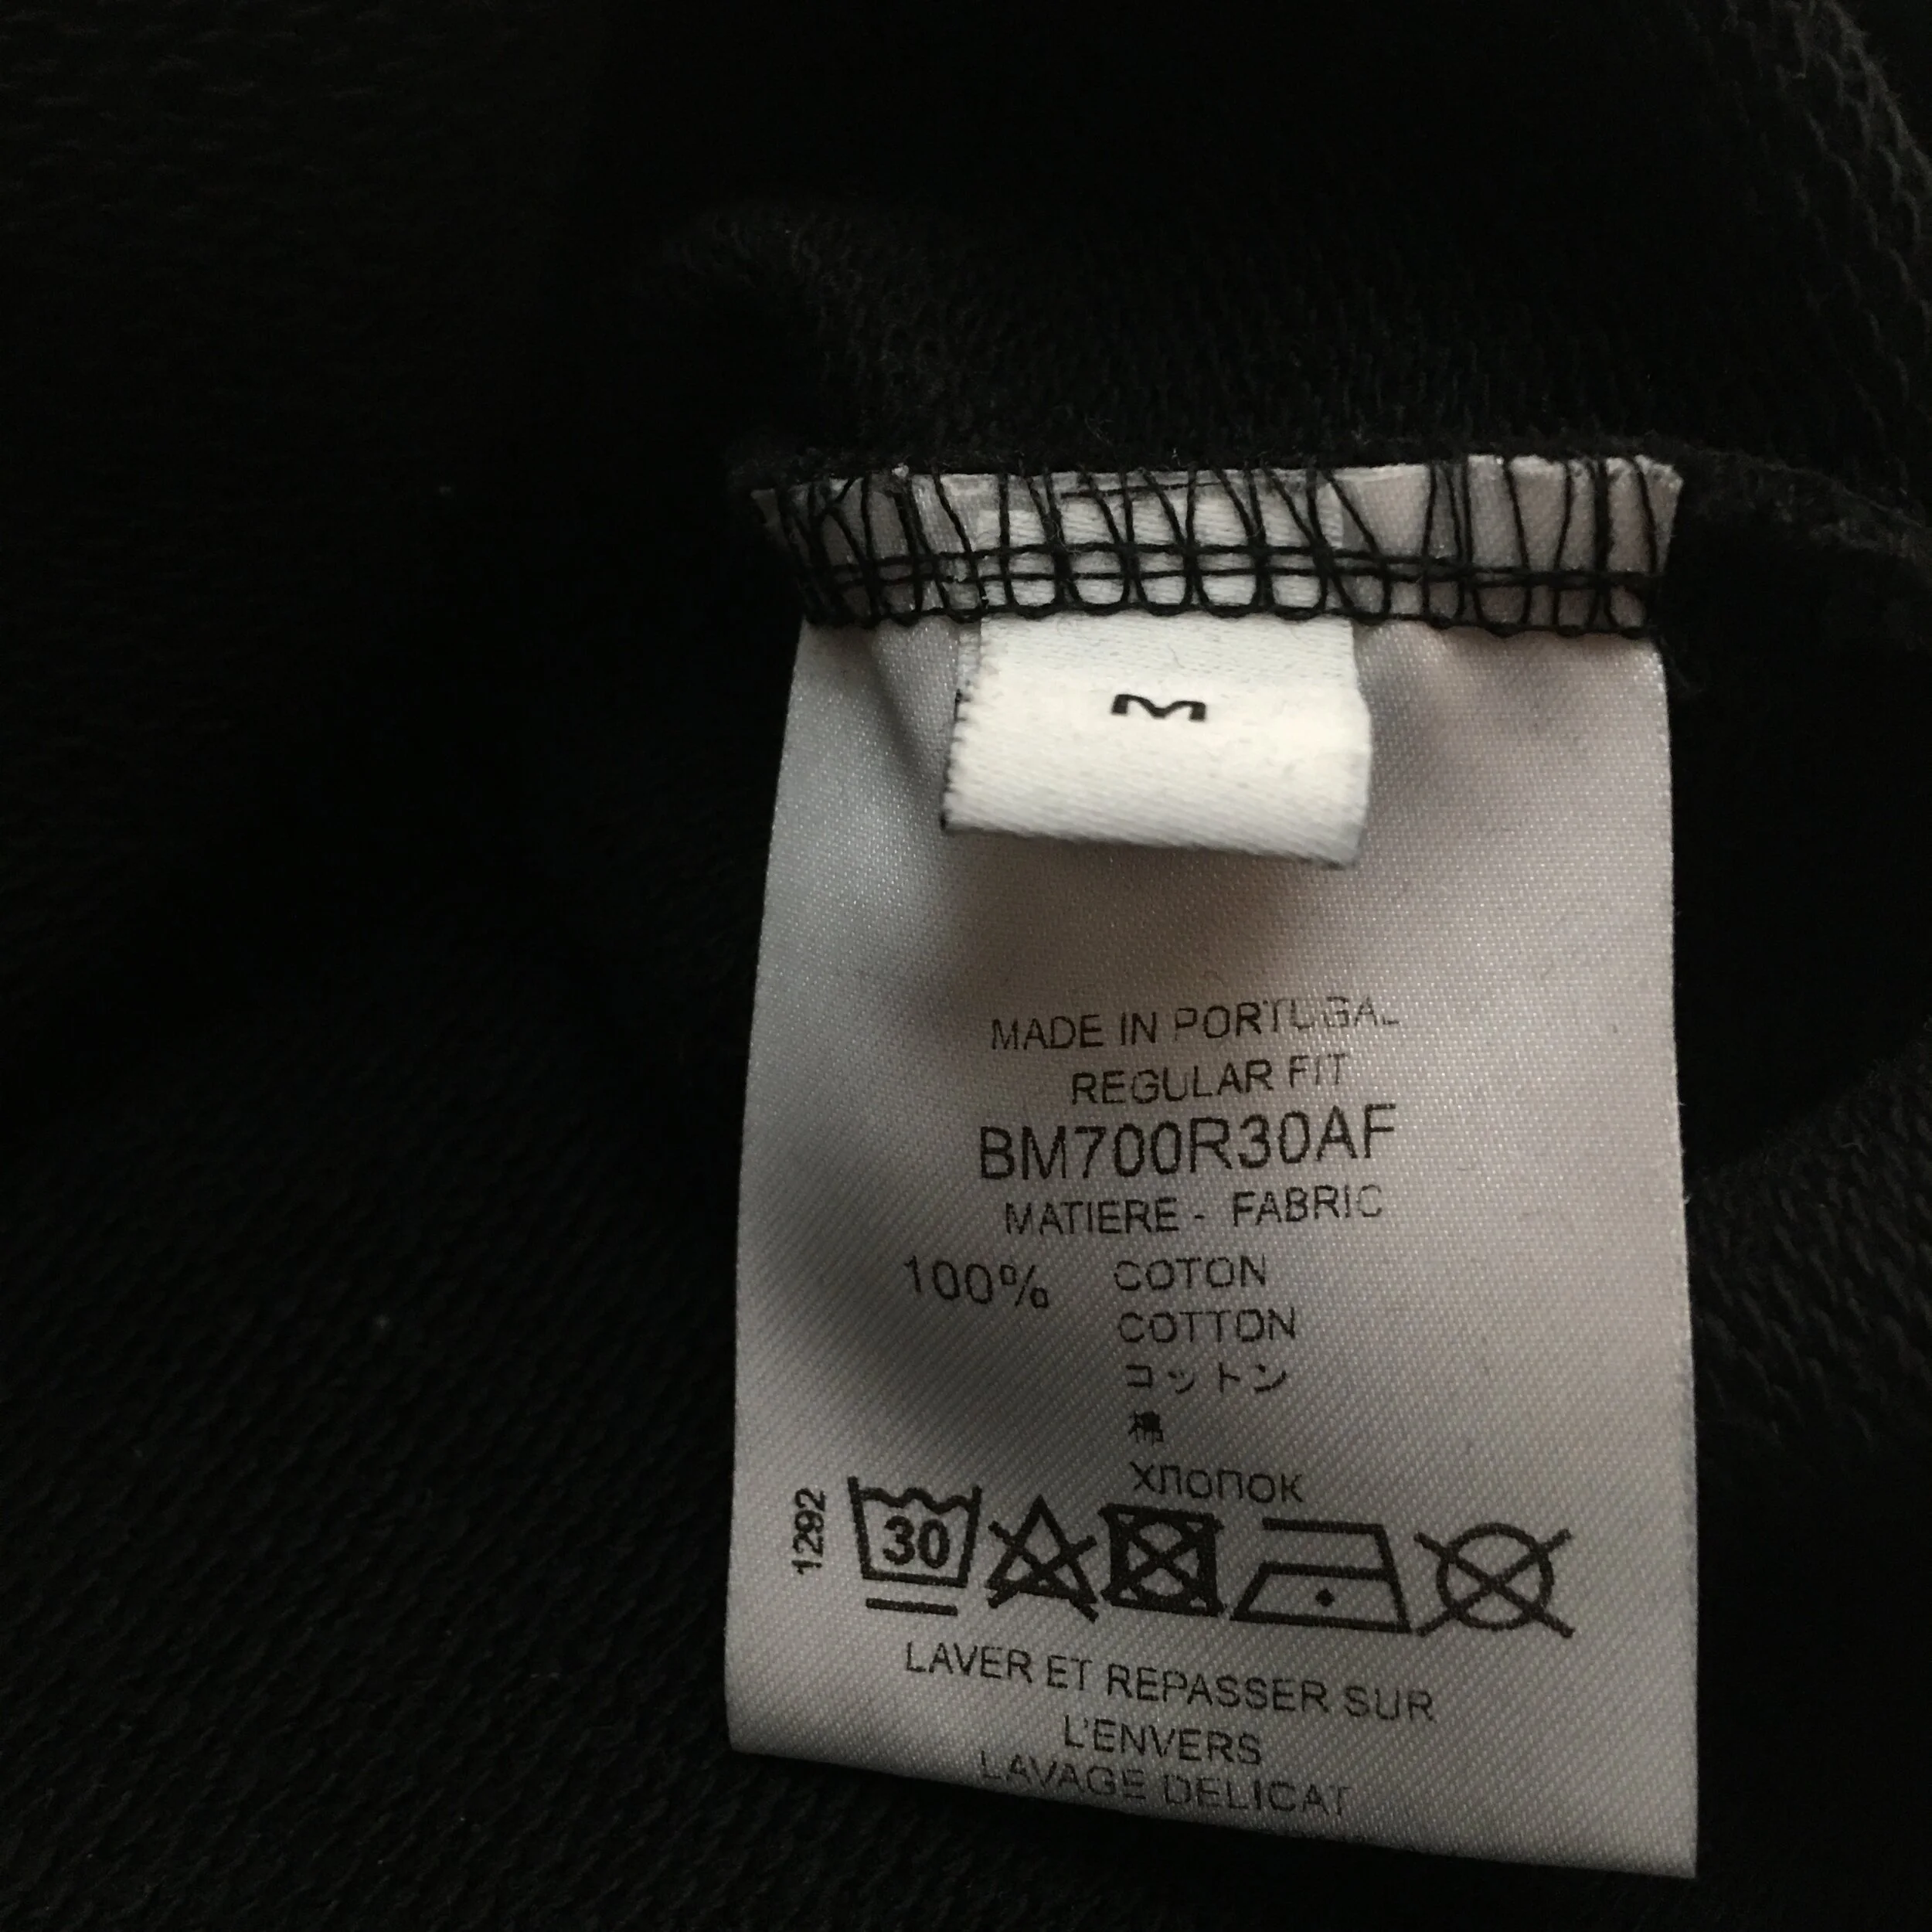 M
MADE IN PORTUGAL
REGULAR FIT
BM700R30AF
MATIERE - FABRIC
100% COTON
COTTON
コットン
棉
хлопок
1292
30
LAVER ET REPASSER SUR
L'ENVERS
LAVAGE DELICAT